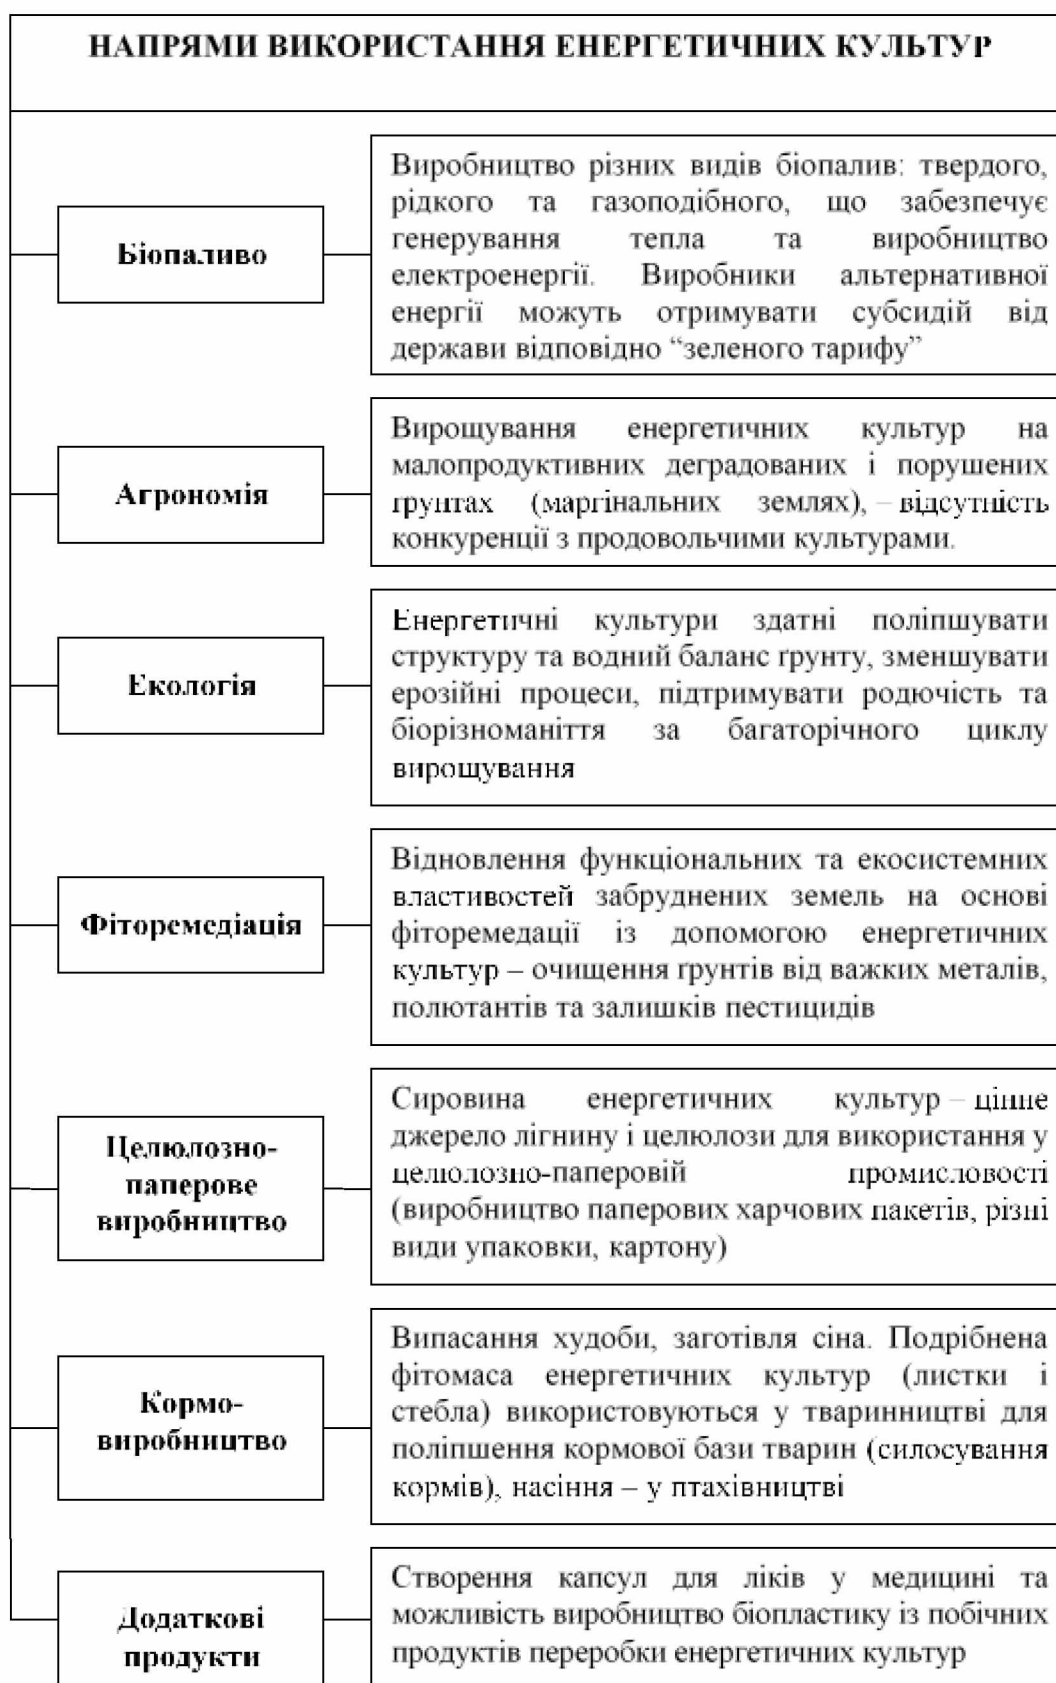 НАПРЯМИ ВИКОРИСТАННЯ ЕНЕРГЕТИЧНИХ КУЛЬТУР
Біопаливо
Виробництво різних видів біопалив: твердого,
рідкого та газоподібного, що забезпечує
генерування тепла та виробництво
електроенергії. Виробники альтернативної
енергії можуть отримувати субсидій від
держави відповідно “зеленого тарифу”
Агрономія
Вирощування енергетичних культур на
малопродуктивних деградованих і порушених
ґрунтах (маргінальних землях), – відсутність
конкуренції з продовольчими культурами.
Екологія
Енергетичні культури здатні поліпшувати
структуру та водний баланс ґрунту, зменшувати
ерозійні процеси, підтримувати родючість та
біорізноманіття за багаторічного циклу
вирощування
Фіторемедіація
Відновлення функціональних та екосистемних
властивостей забруднених земель на основі
фіторемедації із допомогою енергетичних
культур – очищення ґрунтів від важких металів,
полютантів та залишків пестицидів
Целюлозно-
паперове
виробництво
Сировина енергетичних культур – цінне
джерело лігнину і целюлози для використання у
целюлозно-паперовій промисловості
(виробництво паперових харчових пакетів, різні
види упаковки, картону)
Кормо-
виробництво
Випасання худоби, заготівля сіна. Подрібнена
фітомаса енергетичних культур (листки і
стебла) використовуються у тваринництві для
поліпшення кормової бази тварин (силосування
кормів), насіння – у птахівництві
Додаткові
продукти
Створення капсул для ліків у медицині та
можливість виробництво біопластику із побічних
продуктів переробки енергетичних культур